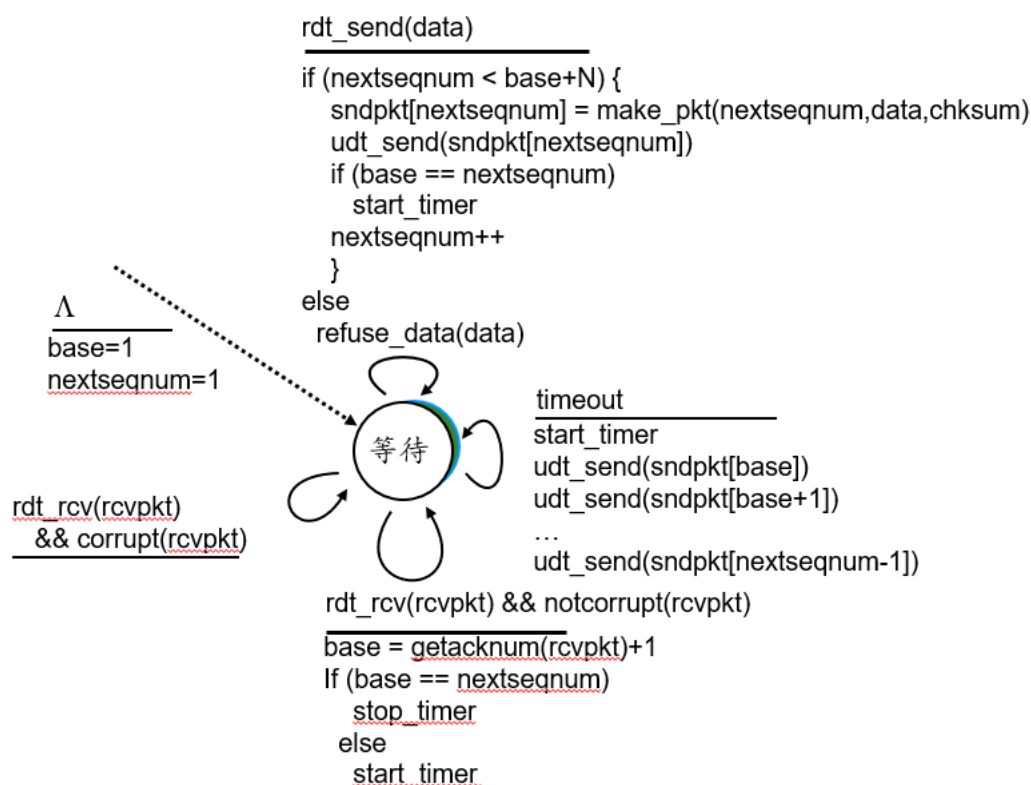 rdt_send(data)
if (nextseqnum < base+N) {
sndpkt[nextseqnum] = make_pkt(nextseqnum,data,chksum)
udt_send(sndpkt[nextseqnum])
if (base == nextseqnum)
start_timer
nextseqnum++
}
else
refuse_data(data)
Λ
base=1
nextseqnum=1
等待
timeout
start_timer
udt_send(sndpkt[base])
udt_send(sndpkt[base+1])
…
udt_send(sndpkt[nextseqnum-1])
rdt_rcv(rcvpkt)
&& corrupt(rcvpkt)
rdt_rcv(rcvpkt) && notcorrupt(rcvpkt)
base = getacknum(rcvpkt)+1
If (base == nextseqnum)
stop_timer
else
start_timer